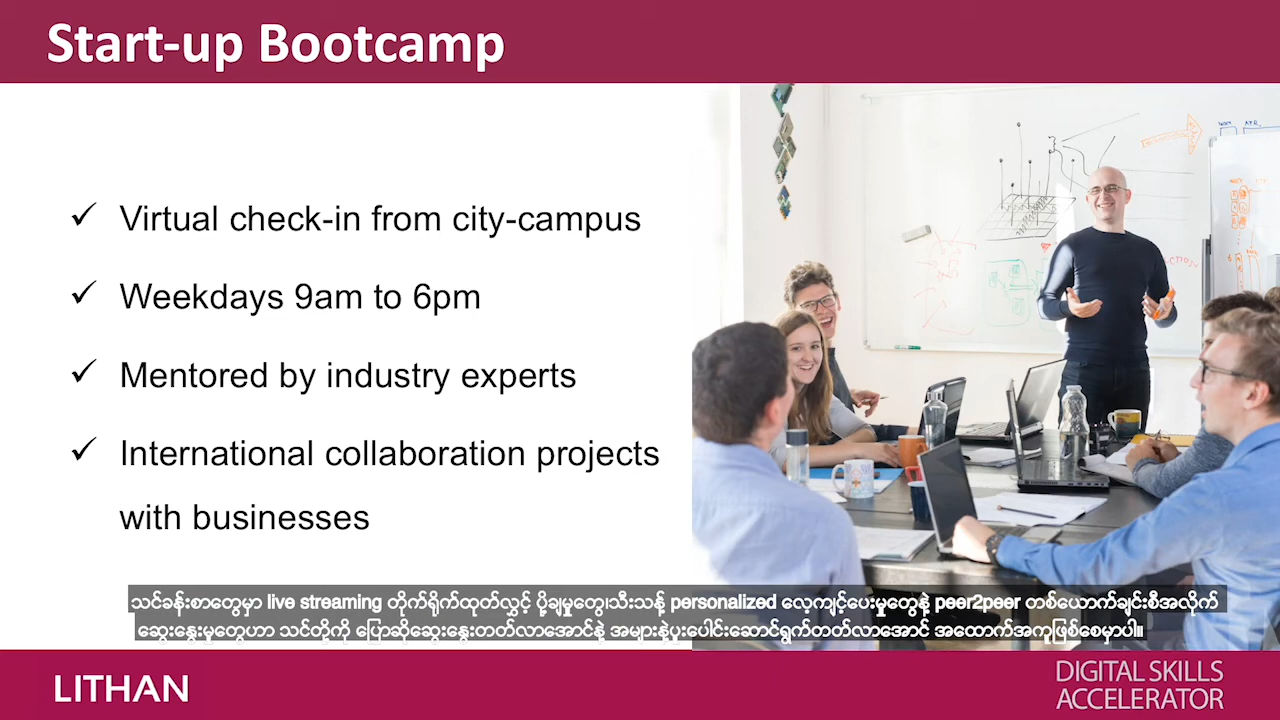 Start-up Bootcamp
✓ Virtual check-in from city-campus
✓ Weekdays 9am to 6pm
✓ Mentored by industry experts
✓ International collaboration projects
with businesses
သင်ခန်းစာတွေမှာ live streaming တိုက်ရိုက်ထုတ်လွှင့် ပို့ချမှုတွေ၊သီးသန့် personalized လေ့ကျင့်ပေးမှုတွေနဲ့ peer2peer တစ်ယောက်ချင်းစီအလိုက်
ဆွေးနွေးမှုတွေဟာ သင်တို့ကို ပြောဆိုဆွေးနွေးတတ်လာအောင်နဲ့ အများနဲ့ပူးပေါင်းဆောင်ရွက်တတ်လာအောင် အထောက်အကူဖြစ်စေမှာပါ။
LITHAN
DIGITAL SKILLS
ACCELERATOR